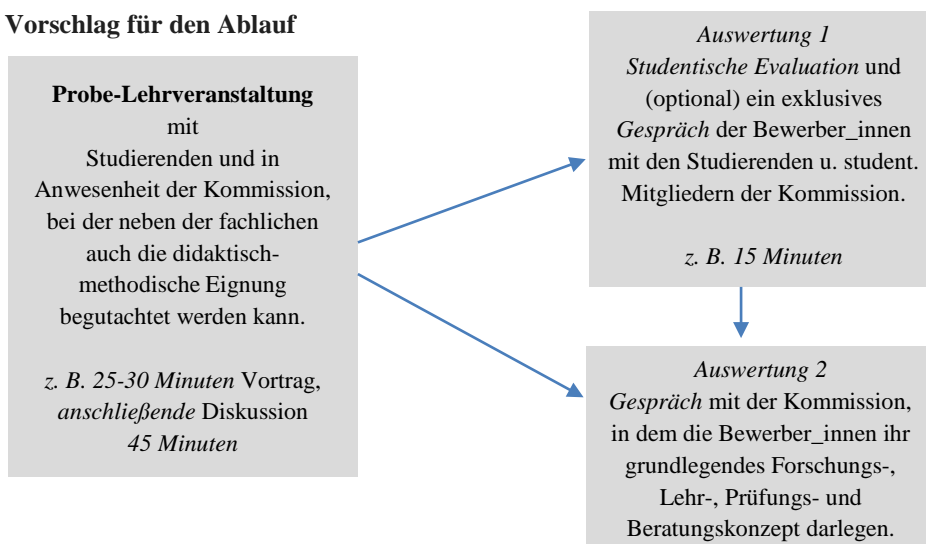 Vorschlag für den Ablauf
Probe-Lehrveranstaltung
mit
Studierenden und in
Anwesenheit der Kommission,
bei der neben der fachlichen
auch die didaktisch-
methodische Eignung
begutachtet werden kann.
z. B. 25-30 Minuten Vortrag,
anschließende Diskussion
45 Minuten
Auswertung 1
Studentische Evaluation und
(optional) ein exklusives
Gespräch der Bewerber_innen
mit den Studierenden u. student.
Mitgliedern der Kommission.
z. B. 15 Minuten
Auswertung 2
Gespräch mit der Kommission,
in dem die Bewerber_innen ihr
grundlegendes Forschungs-,
Lehr-, Prüfungs- und
Beratungskonzept darlegen.